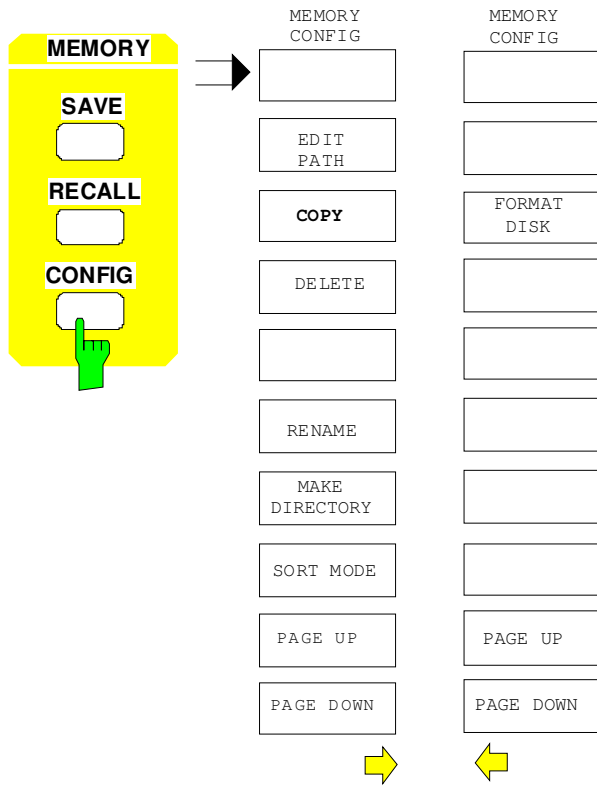 MEMORY
SAVE
RECALL
CONFIG
MEMORY
CONFIG
EDIT
PATH
COPY
DELETE
RENAME
MAKE
DIRECTORY
SORT MODE
PAGE UP
PAGE DOWN
MEMORY
CONFIG
FORMAT
DISK
PAGE UP
PAGE DOWN